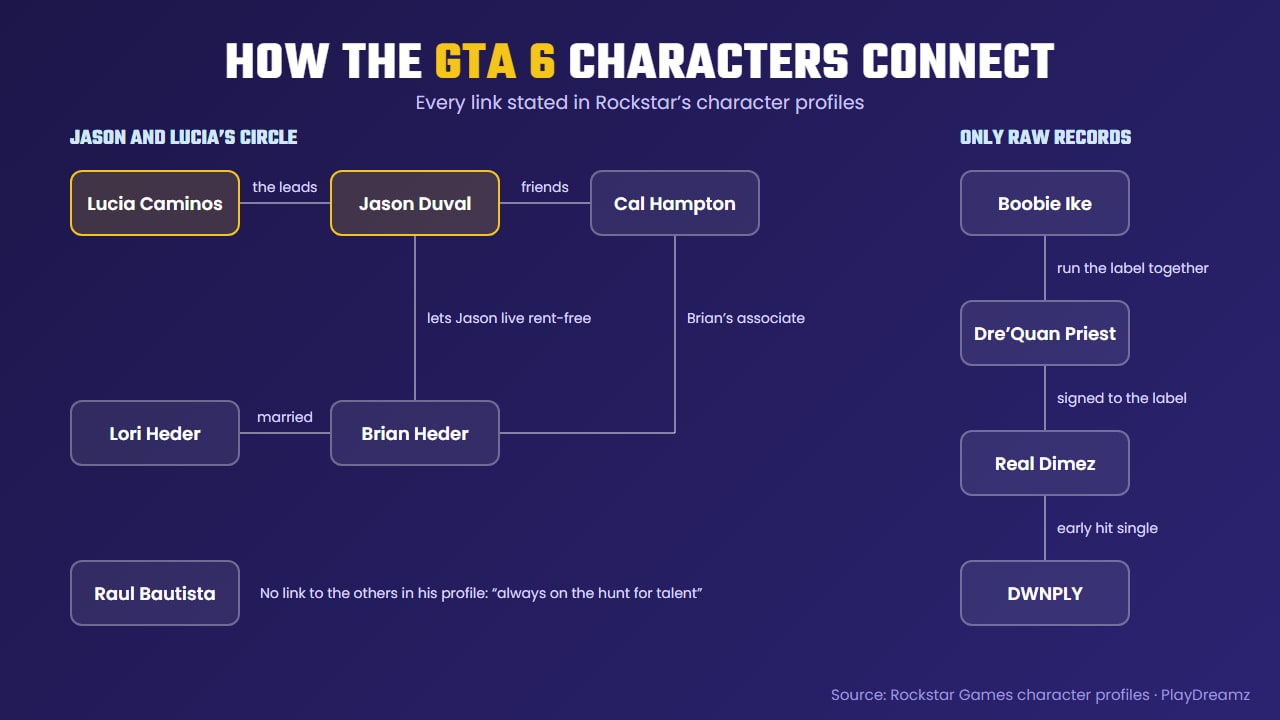 HOW THE GTA 6 CHARACTERS CONNECT
Every link stated in Rockstar’s character profiles
JASON AND LUCIA’S CIRCLE
Lucia Caminos
the leads
Jason Duval
friends
Cal Hampton
lets Jason live rent-free
Brian’s associate
Lori Heder
married
Brian Heder
Raul Bautista
No link to the others in his profile: “always on the hunt for talent”
ONLY RAW RECORDS
Boobie Ike
run the label together
Dre’Quan Priest
signed to the label
Real Dimez
early hit single
DWNPLY
Source: Rockstar Games character profiles · PlayDreamz